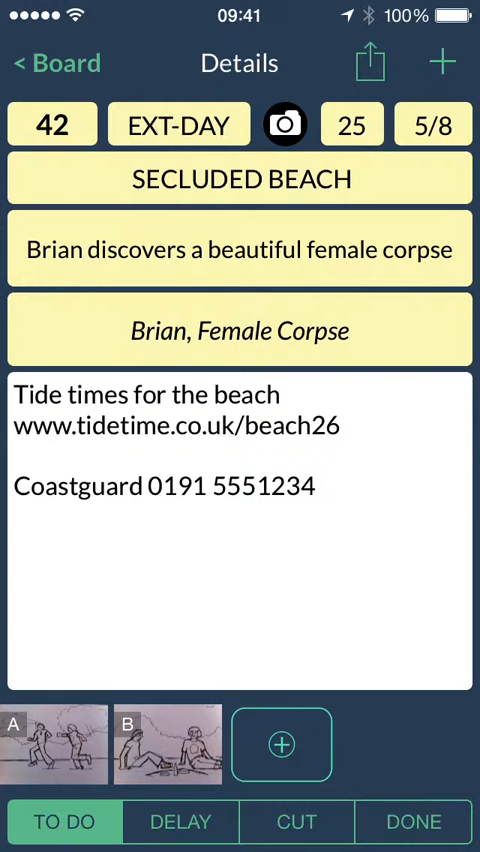 09:41
100%
< Board
Details
42
EXT-DAY
25
5/8
SECLUDED BEACH
Brian discovers a beautiful female corpse
Brian, Female Corpse
Tide times for the beach
www.tidetime.co.uk/beach26
Coastguard 0191 5551234
A
B
TO DO
DELAY
CUT
DONE